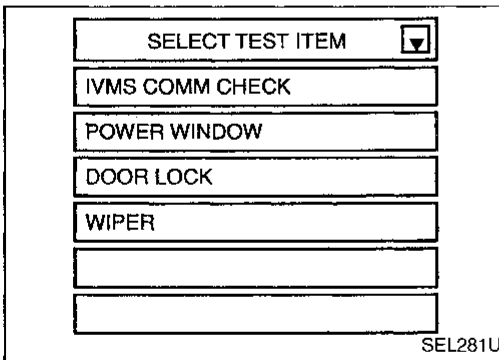 SELECT TEST ITEM
IVMS COMM CHECK
POWER WINDOW
DOOR LOCK
WIPER
SEL281U